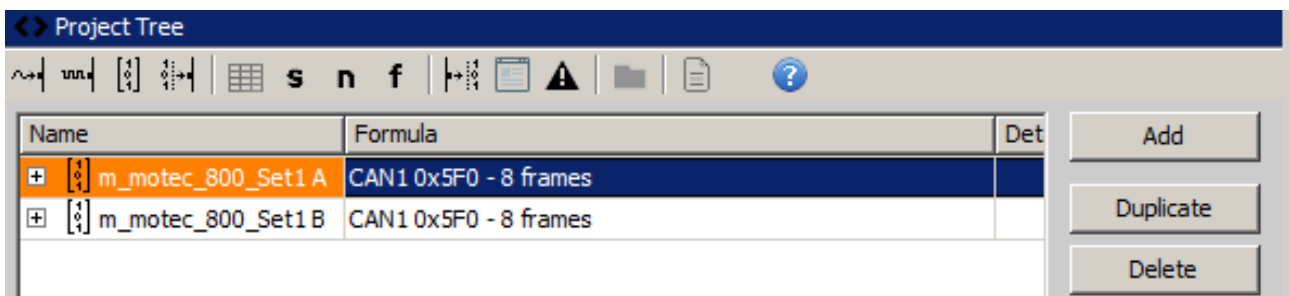 Project Tree
s n f
Name Formula Det Add
m_motec_800_Set1 A CAN1 0x5F0 - 8 frames
m_motec_800_Set1 B CAN1 0x5F0 - 8 frames
Duplicate
Delete